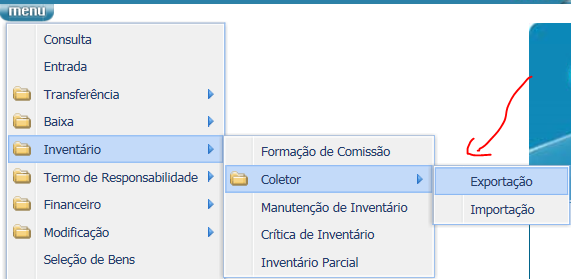 menu
Consulta
Entrada
Transferência
Baixa
Inventário
Termo de Responsabilidade
Financeiro
Modificação
Seleção de Bens
Formação de Comissão
Coletor
Manutenção de Inventário
Crítica de Inventário
Inventário Parcial
Exportação
Importação